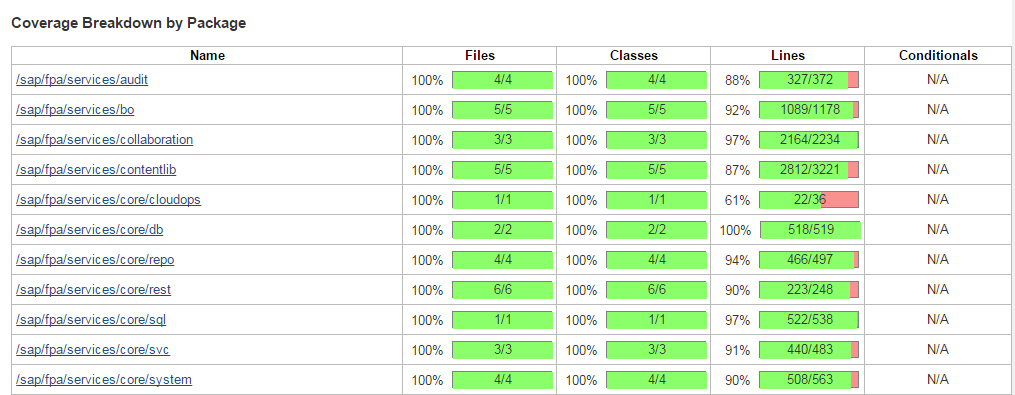 Coverage Breakdown by Package
Name Files Classes Lines Conditionals
/sap/fpa/services/audit 100% 4/4 100% 4/4 88% 327/372 N/A
/sap/fpa/services/bo 100% 5/5 100% 5/5 92% 1089/1178 N/A
/sap/fpa/services/collaboration 100% 3/3 100% 3/3 97% 2164/2234 N/A
/sap/fpa/services/contentlib 100% 5/5 100% 5/5 87% 2812/3221 N/A
/sap/fpa/services/core/cloudops 100% 1/1 100% 1/1 61% 22/36 N/A
/sap/fpa/services/core/db 100% 2/2 100% 2/2 100% 518/519 N/A
/sap/fpa/services/core/repo 100% 4/4 100% 4/4 94% 466/497 N/A
/sap/fpa/services/core/rest 100% 6/6 100% 6/6 90% 223/248 N/A
/sap/fpa/services/core/sql 100% 1/1 100% 1/1 97% 522/538 N/A
/sap/fpa/services/core/svc 100% 3/3 100% 3/3 91% 440/483 N/A
/sap/fpa/services/core/system 100% 4/4 100% 4/4 90% 508/563 N/A